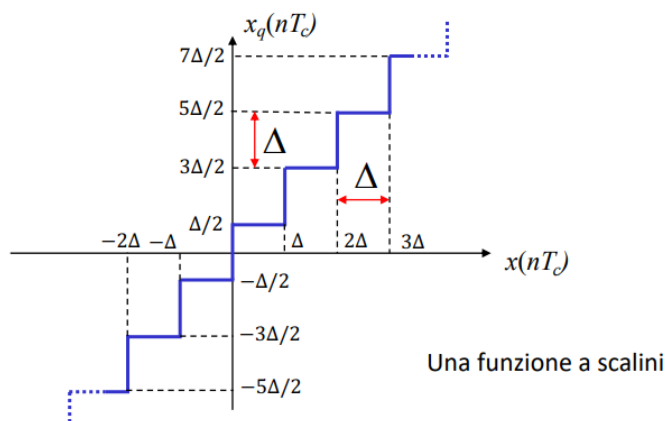 x_q(nT_c)
7Δ/2
5Δ/2
Δ
3Δ/2
Δ
Δ/2
−2Δ −Δ Δ 2Δ 3Δ
x(nT_c)
−Δ/2
−3Δ/2
Una funzione a scalini
−5Δ/2